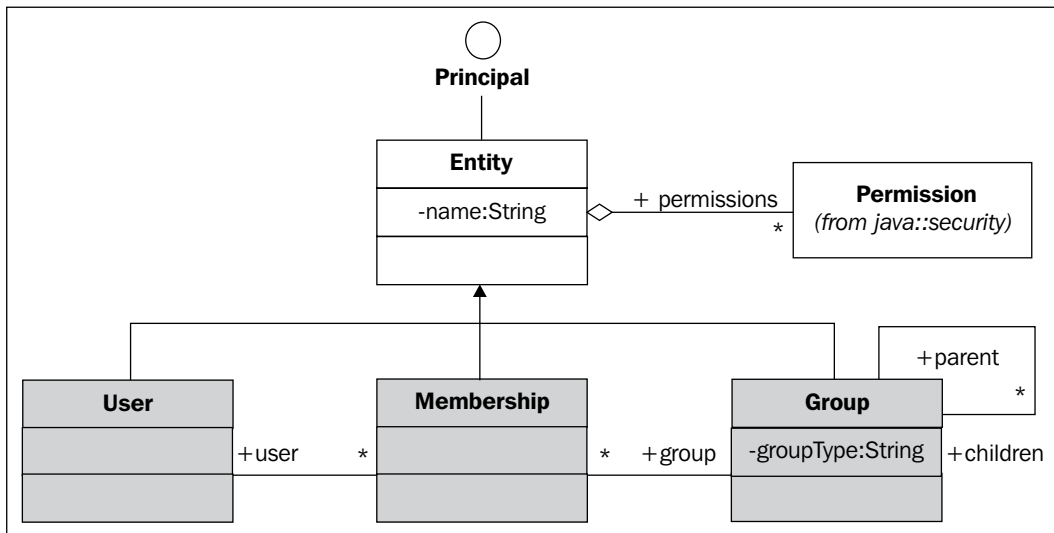 Principal
Entity
-name:String
+ permissions
*
Permission
(from java::security)
User
+user
*
Membership
*
+group
Group
-groupType:String
+parent
*
+children